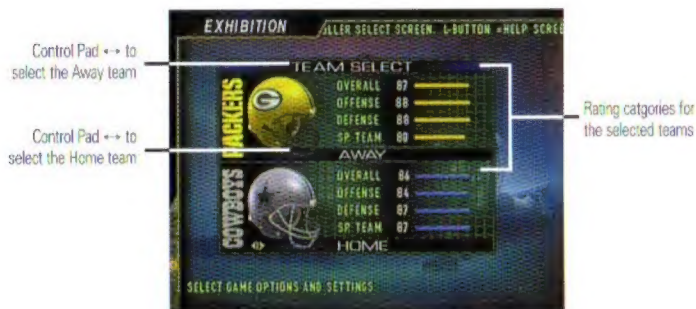 EXHIBITION
LLER SELECT SCREEN. L-BUTTON =HELP SCREE
Control Pad ↔ to
select the Away team
TEAM SELECT
PACKERS
OVERALL 87
OFFENSE 88
DEFENSE 88
SP TEAM 80
Rating catgories for
the selected teams
Control Pad ↔ to
select the Home team
AWAY
COWBOYS
OVERALL 84
OFFENSE 84
DEFENSE 87
SP TEAM 87
HOME
SELECT GAME OPTIONS AND SETTINGS